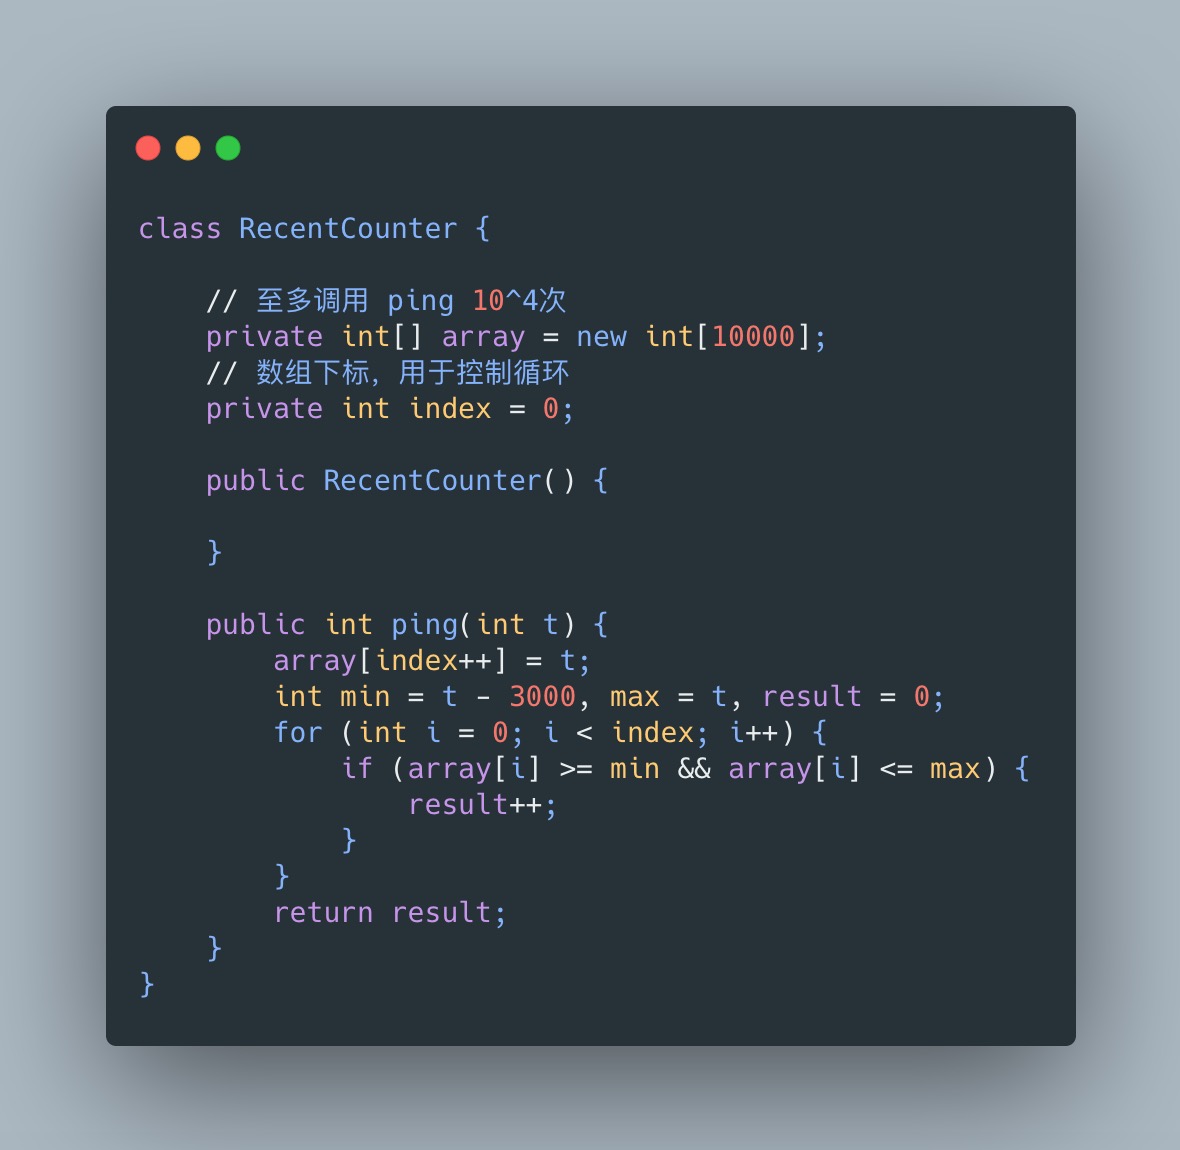 class RecentCounter {
    // 至多调用 ping 10^4次
    private int[] array = new int[10000];
    // 数组下标，用于控制循环
    private int index = 0;
    public RecentCounter() {
    }
    public int ping(int t) {
        array[index++] = t;
        int min = t - 3000, max = t, result = 0;
        for (int i = 0; i < index; i++) {
            if (array[i] >= min && array[i] <= max) {
                result++;
            }
        }
        return result;
    }
}